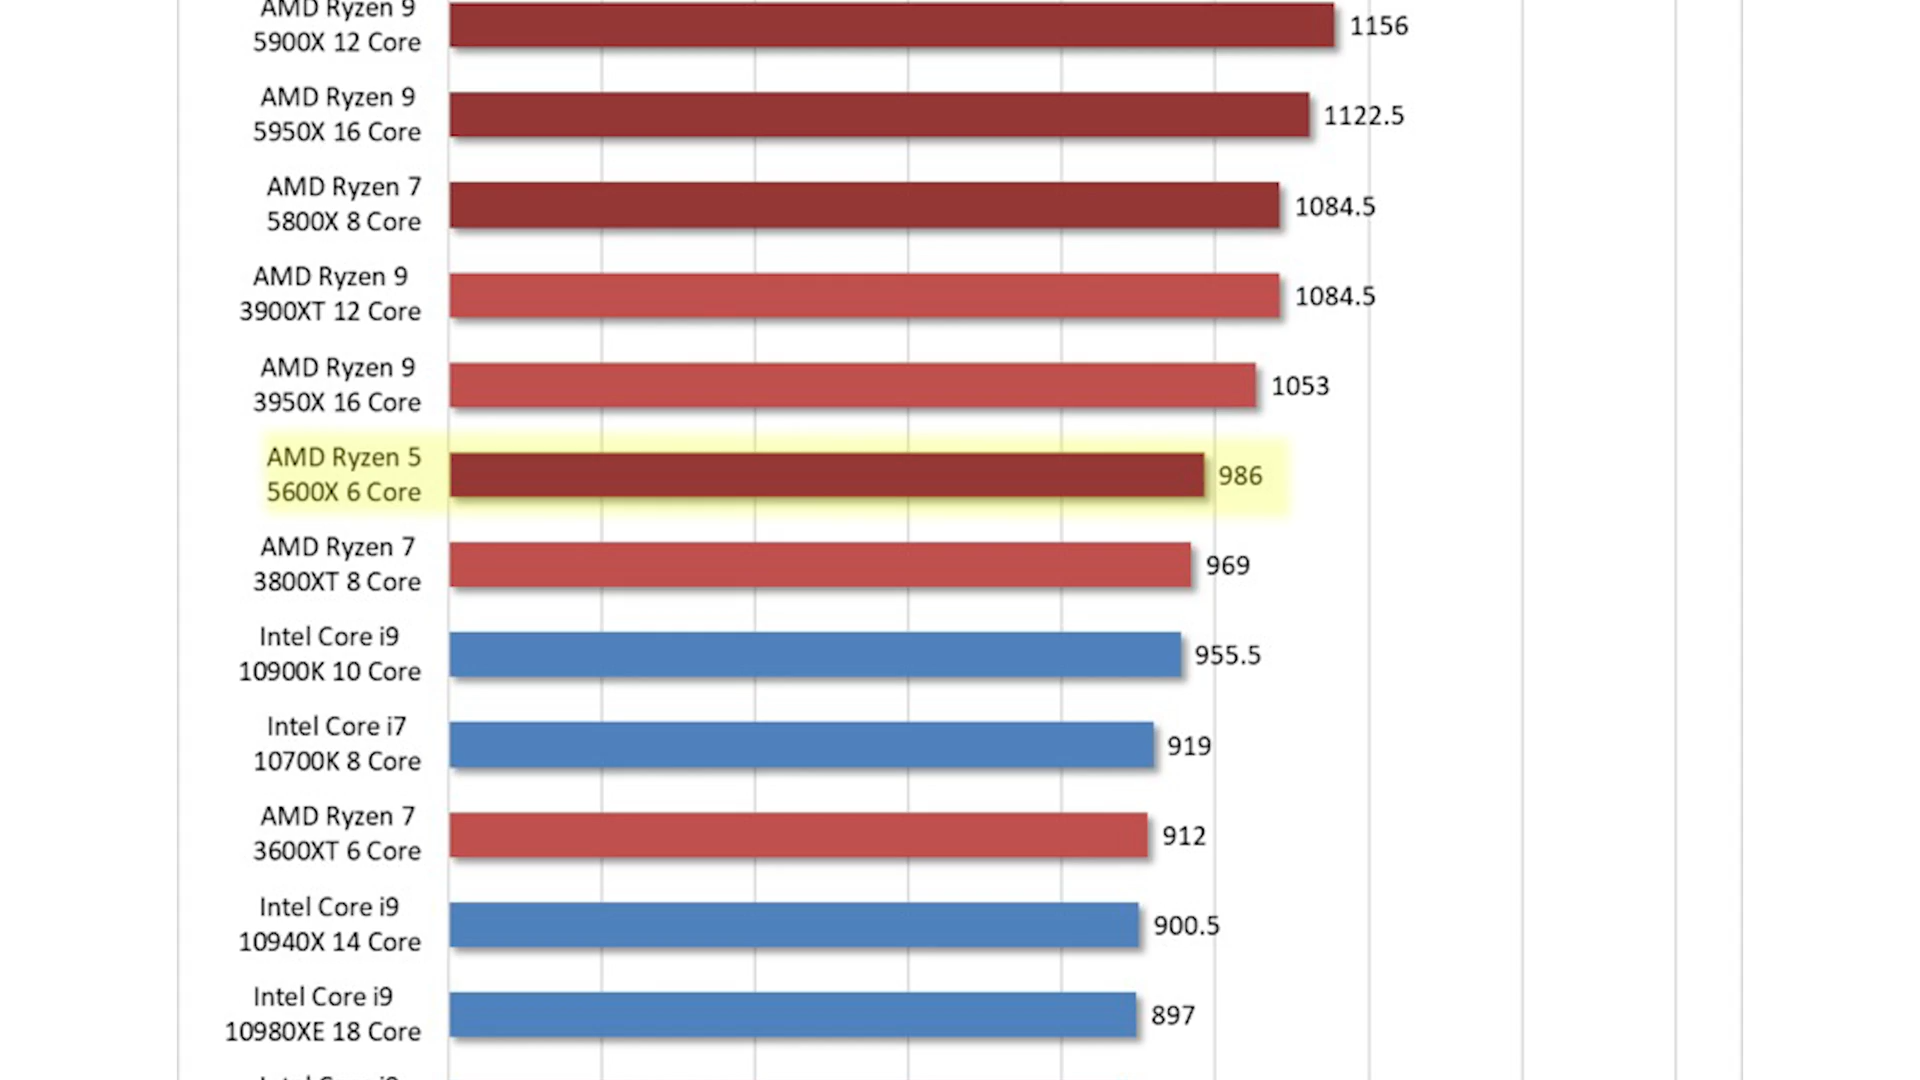 AMD Ryzen 9
5900X 12 Core
1156
AMD Ryzen 9
5950X 16 Core
1122.5
AMD Ryzen 7
5800X 8 Core
1084.5
AMD Ryzen 9
3900XT 12 Core
1084.5
AMD Ryzen 9
3950X 16 Core
1053
AMD Ryzen 5
5600X 6 Core
986
AMD Ryzen 7
3800XT 8 Core
969
Intel Core i9
10900K 10 Core
955.5
Intel Core i7
10700K 8 Core
919
AMD Ryzen 7
3600XT 6 Core
912
Intel Core i9
10940X 14 Core
900.5
Intel Core i9
10980XE 18 Core
897